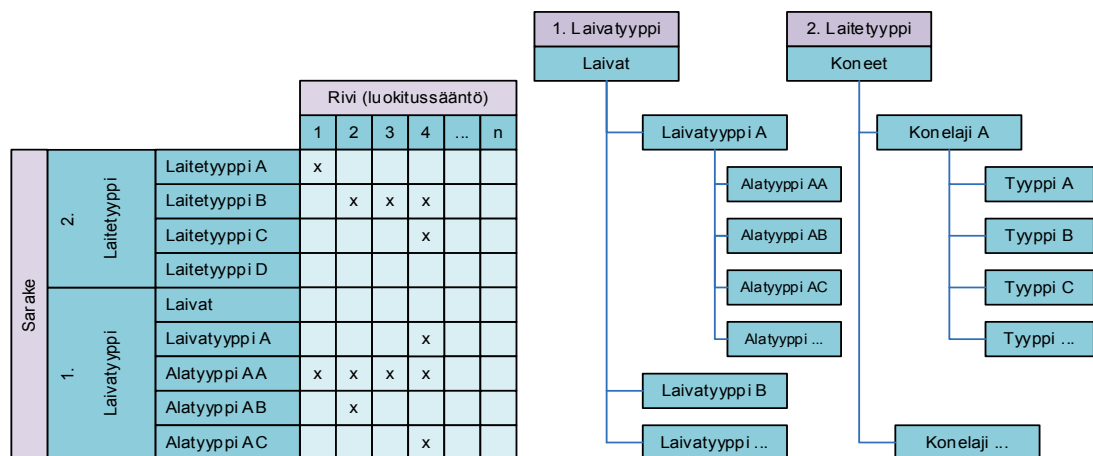 1. Laivatyyppi
2. Laitetyyppi
Laivat
Koneet
Rivi (luokitussääntö)
1 2 3 4 ... n
Sarake
2. Laitetyyppi
Laitetyyppi A x
Laitetyyppi B x x x
Laitetyyppi C x
Laitetyyppi D
1. Laivatyyppi
Laivat
Laivatyyppi A x
Alatyyppi AA x x x x
Alatyyppi AB x
Alatyyppi AC x
Laivatyyppi A
Alatyyppi AA
Alatyyppi AB
Alatyyppi AC
Alatyyppi ...
Laivatyyppi B
Laivatyyppi ...
Konelaji A
Tyyppi A
Tyyppi B
Tyyppi C
Tyyppi ...
Konelaji ...